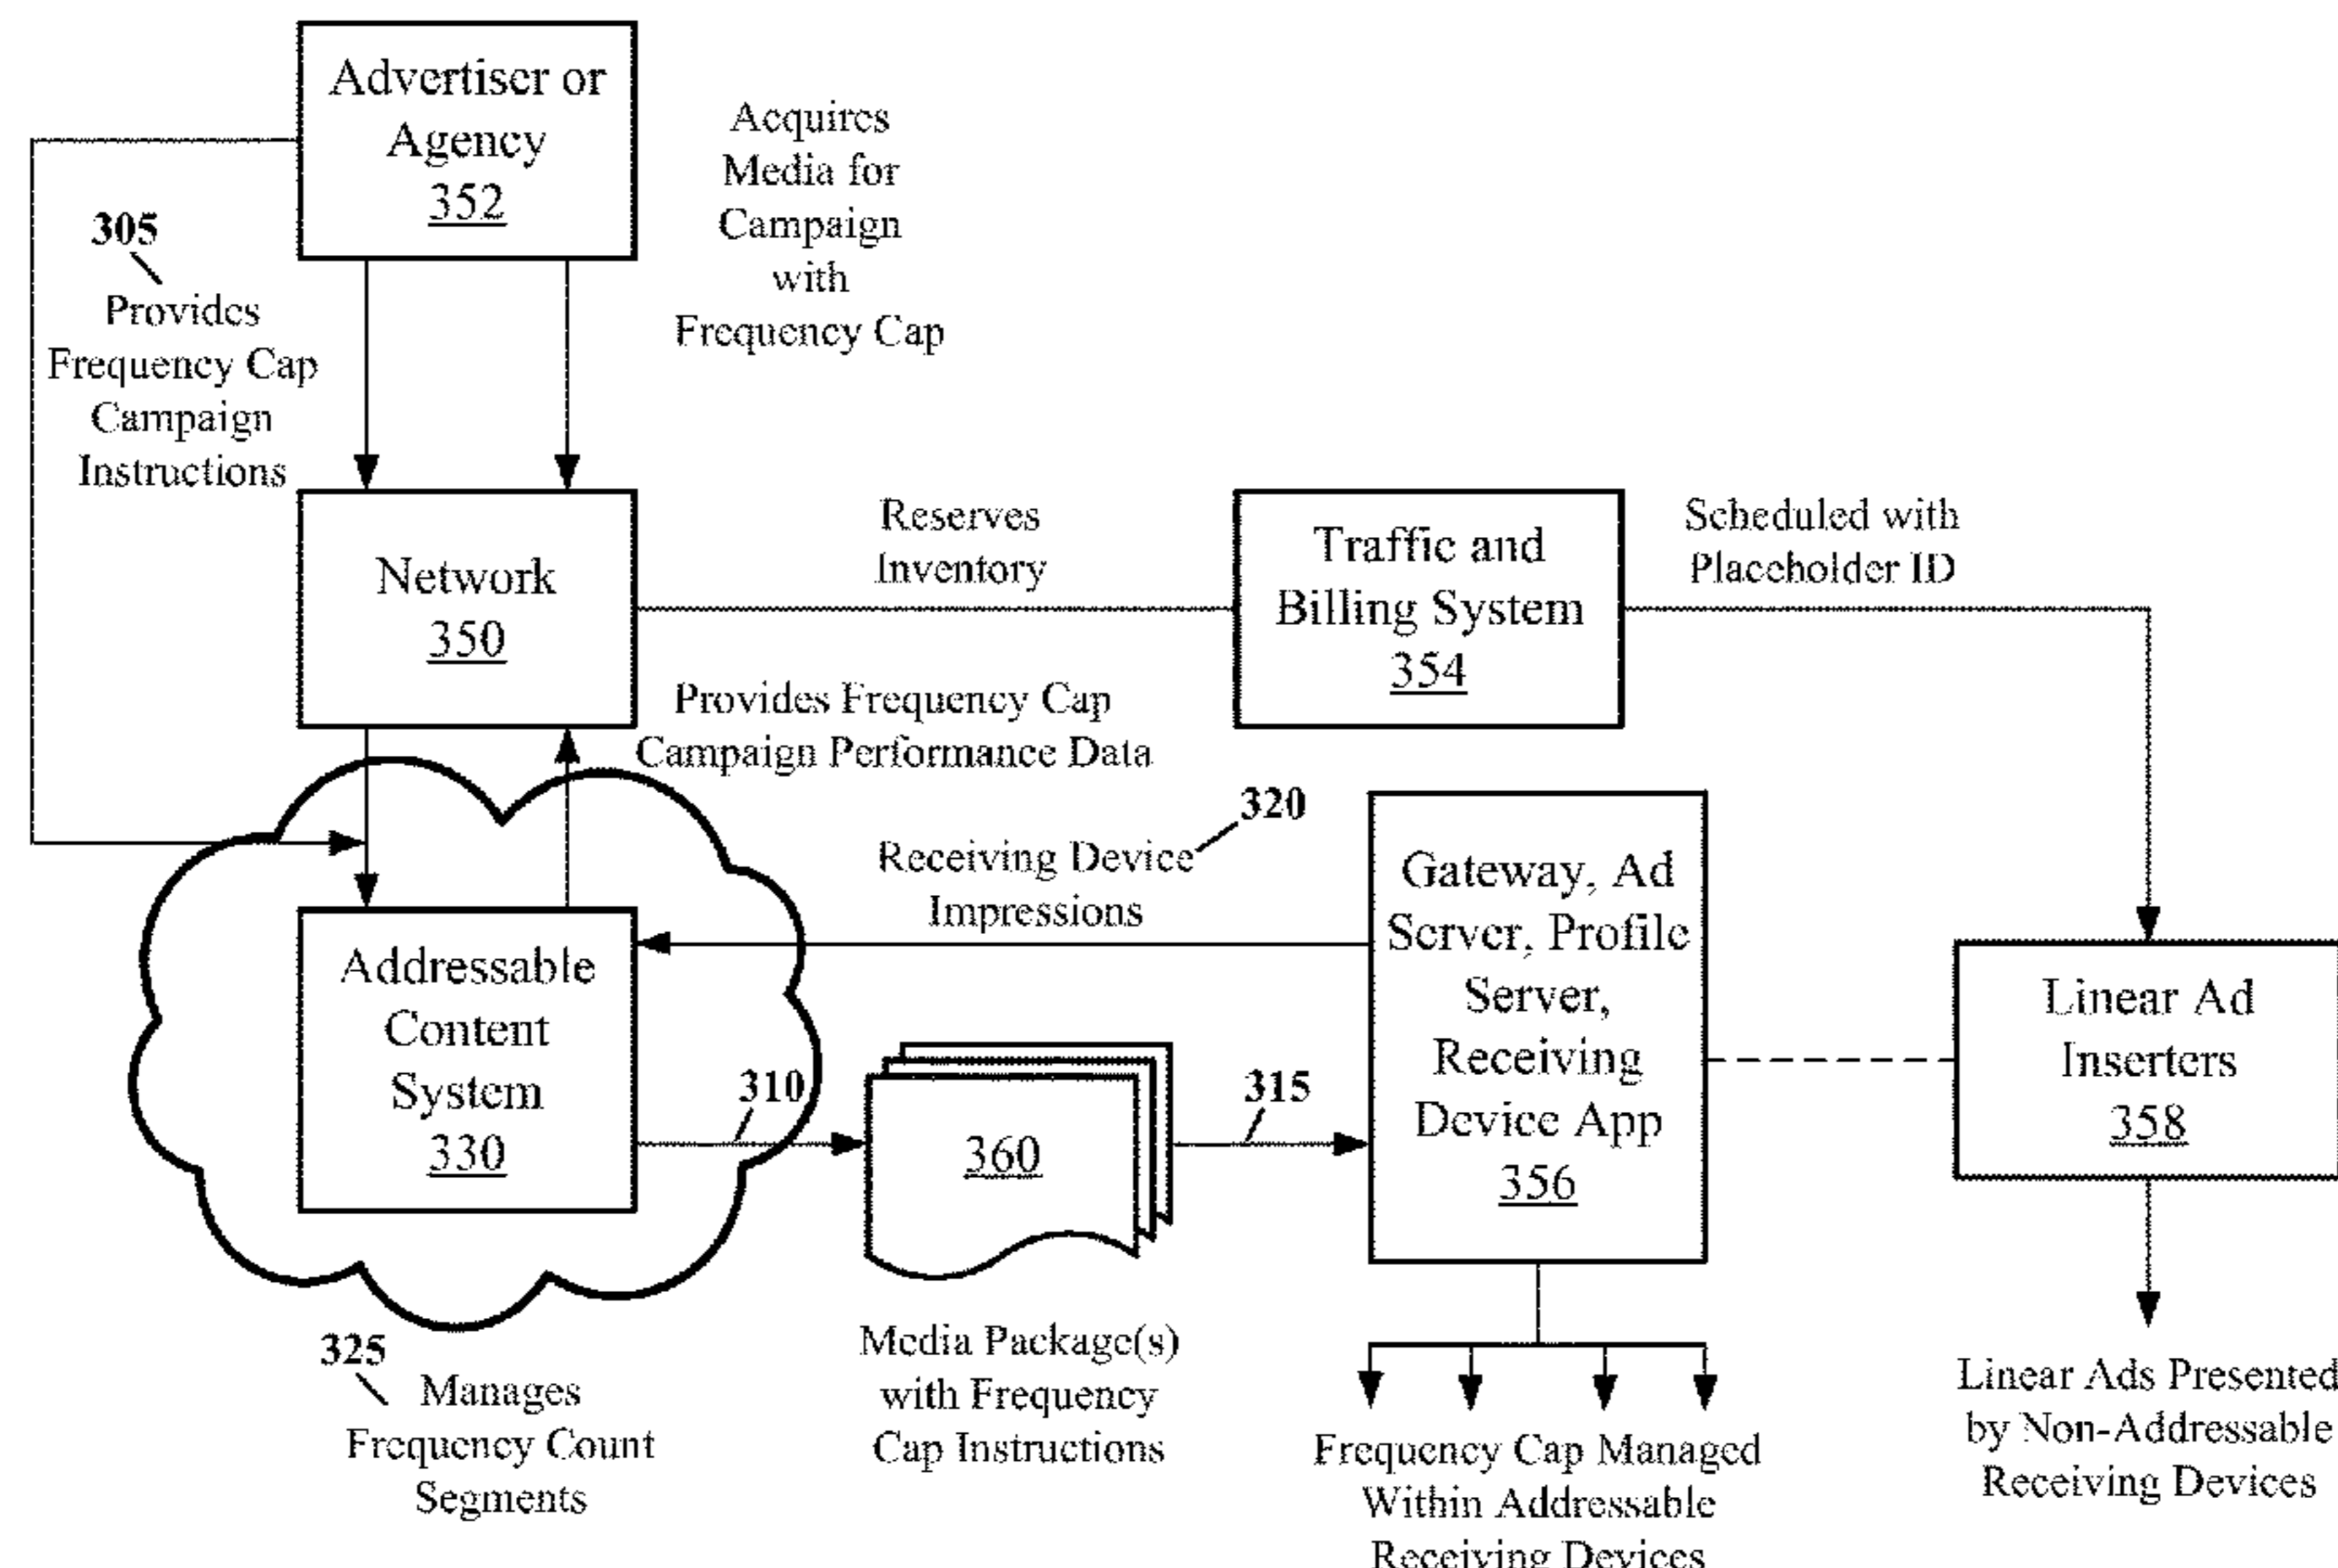 Advertiser or
Agency
352
Acquires
Media for
Campaign
with
Frequency Cap
305
Provides
Frequency Cap
Campaign
Instructions
Network
350
Reserves
Inventory
Traffic and
Billing System
354
Scheduled with
Placeholder ID
Provides Frequency Cap
Campaign Performance Data
320
Receiving Device
Impressions
Gateway, Ad
Server, Profile
Server,
Receiving
Device App
356
Linear Ad
Inserters
358
Addressable
Content
System
330
310
360
315
325
Manages
Frequency Count
Segments
Media Package(s)
with Frequency
Cap Instructions
Frequency Cap Managed
Within Addressable
Receiving Devices
Linear Ads Presented
by Non-Addressable
Receiving Devices